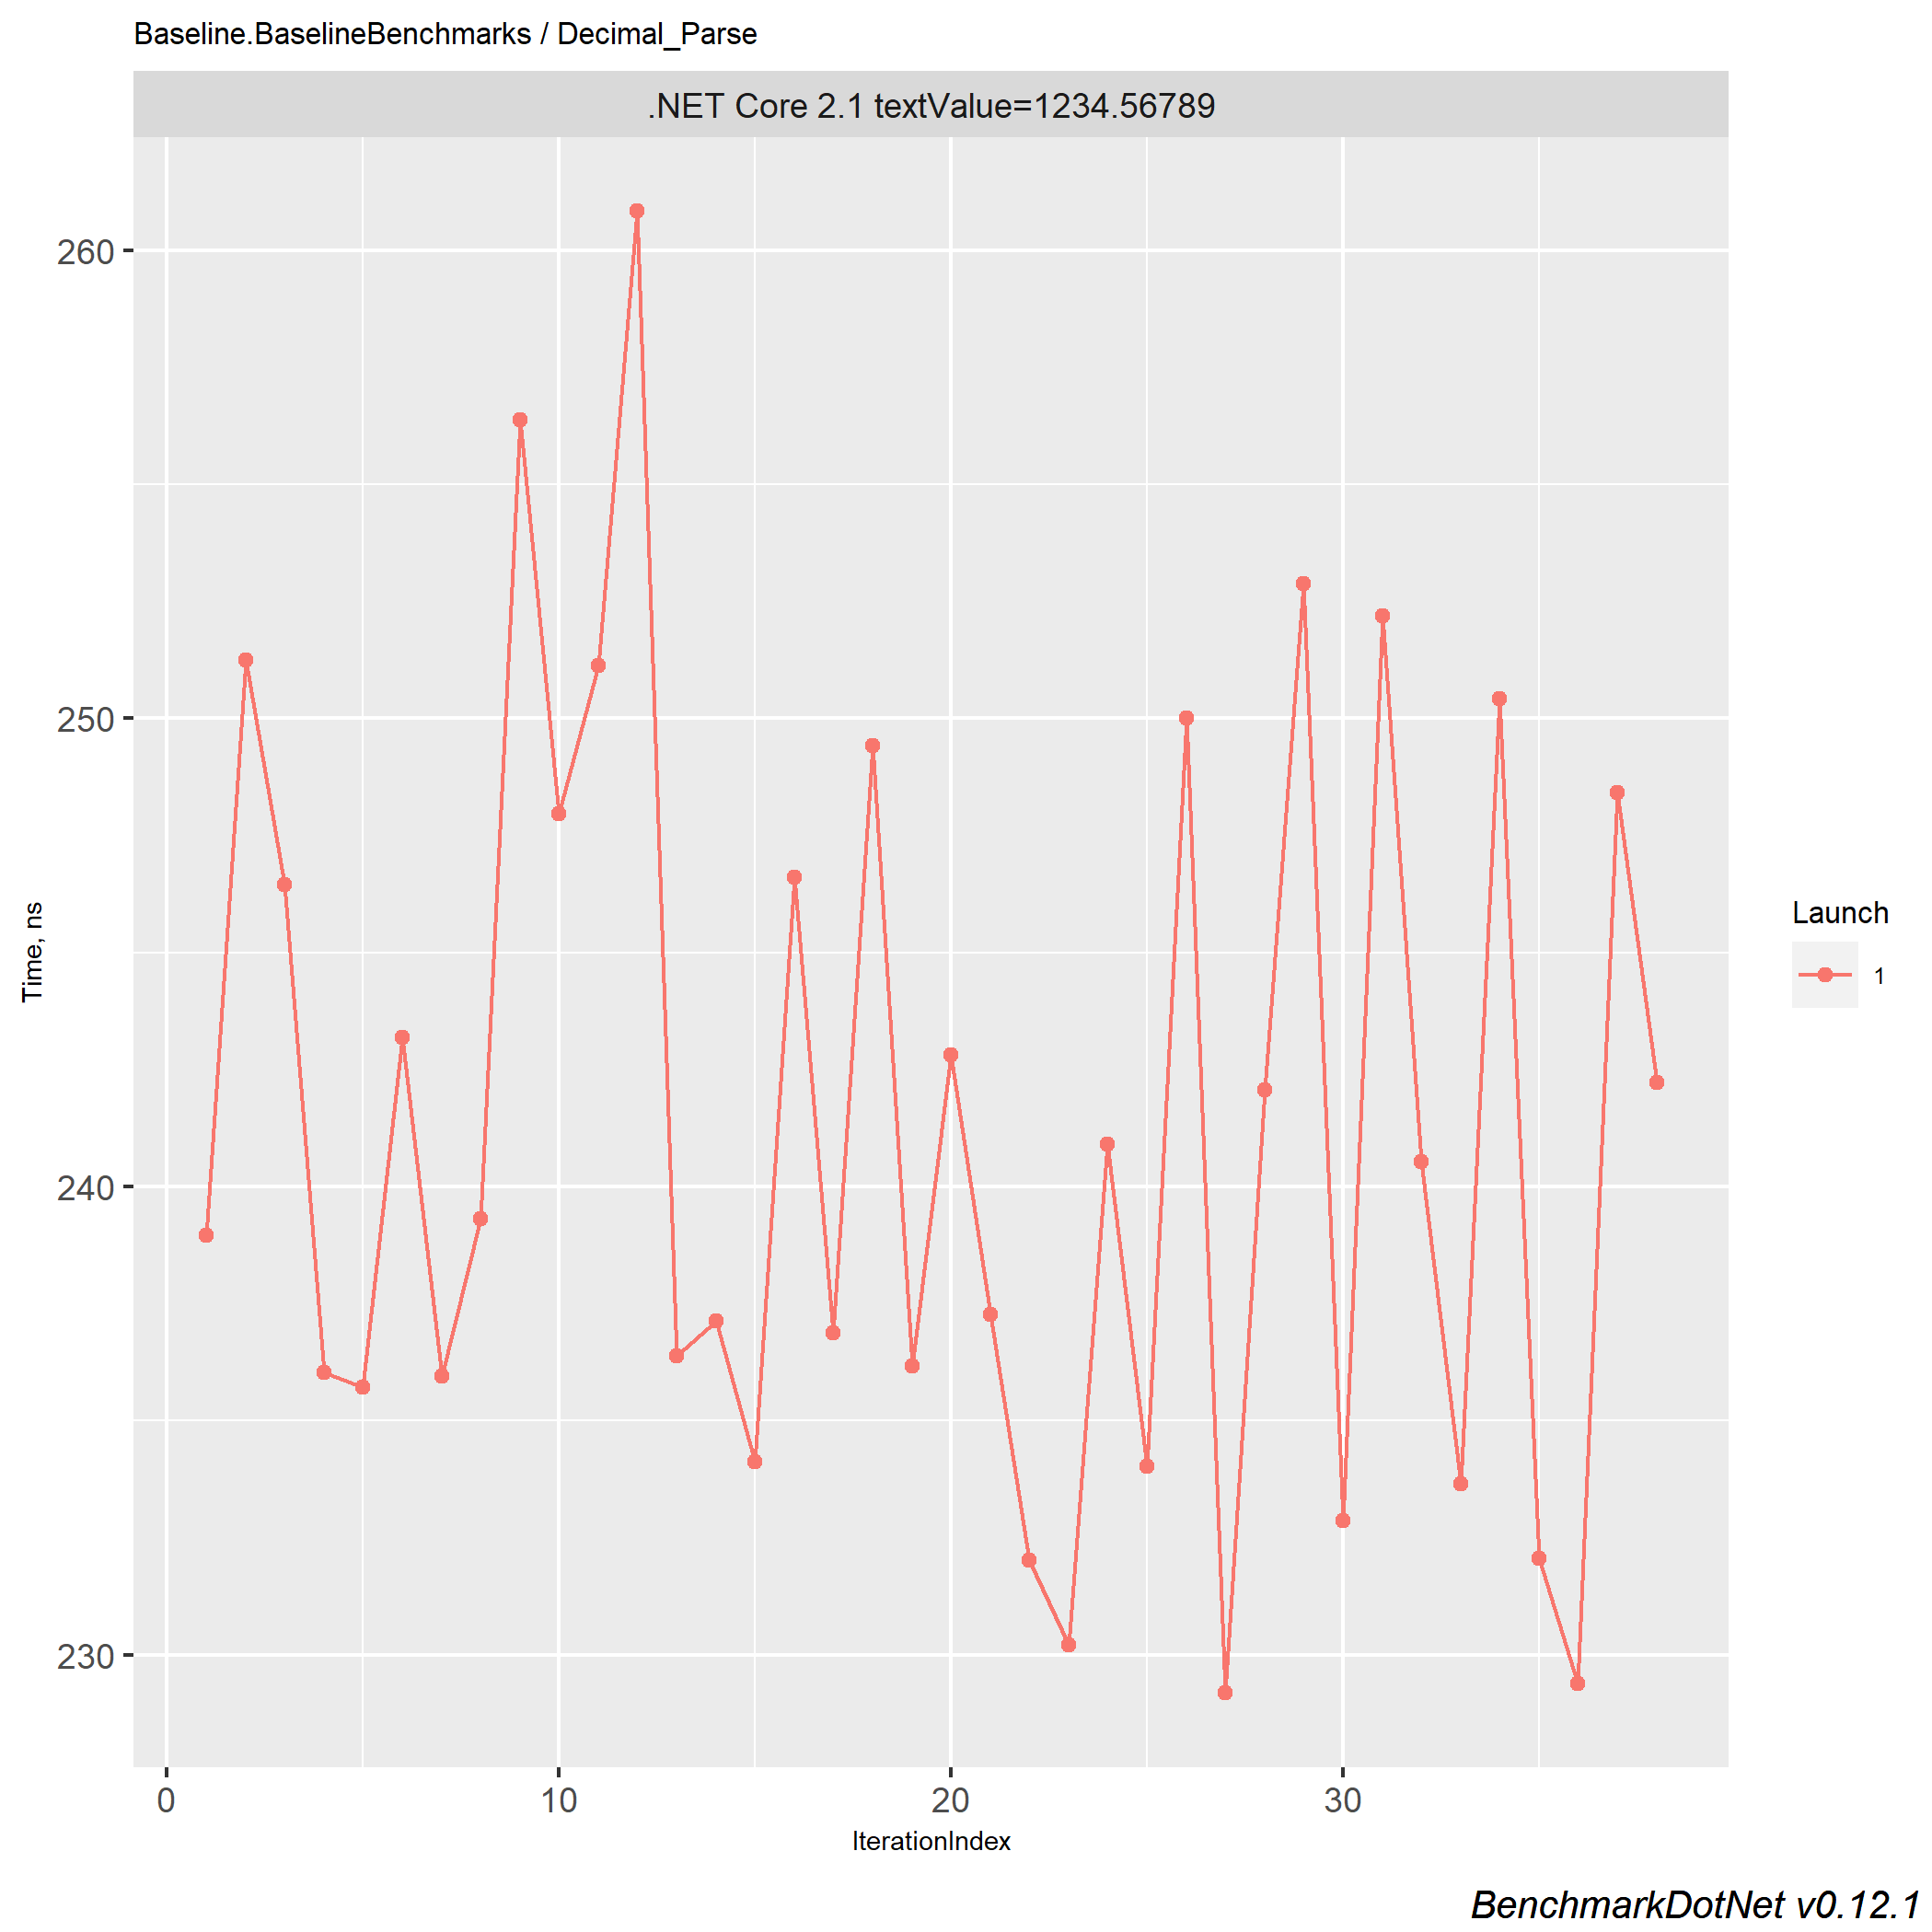 Baseline.BaselineBenchmarks / Decimal_Parse
.NET Core 2.1 textValue=1234.56789
260
250
240
230
Time, ns
0 10 20 30
IterationIndex
Launch
1
BenchmarkDotNet v0.12.1